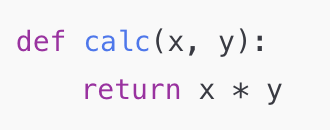 def calc(x, y):
    return x * y